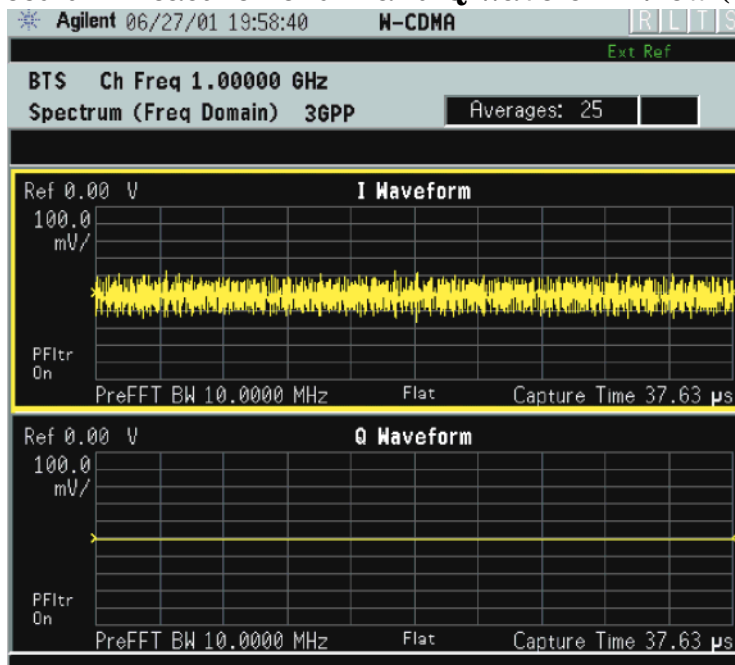 Agilent 06/27/01 19:58:40 W-CDMA R L T S
Ext Ref
BTS Ch Freq 1.00000 GHz
Spectrum (Freq Domain) 3GPP Averages: 25
Ref 0.00 V I Waveform
100.0
mV/
PFltr
On
PreFFT BW 10.0000 MHz Flat Capture Time 37.63 µs
Ref 0.00 V Q Waveform
100.0
mV/
PFltr
On
PreFFT BW 10.0000 MHz Flat Capture Time 37.63 µs